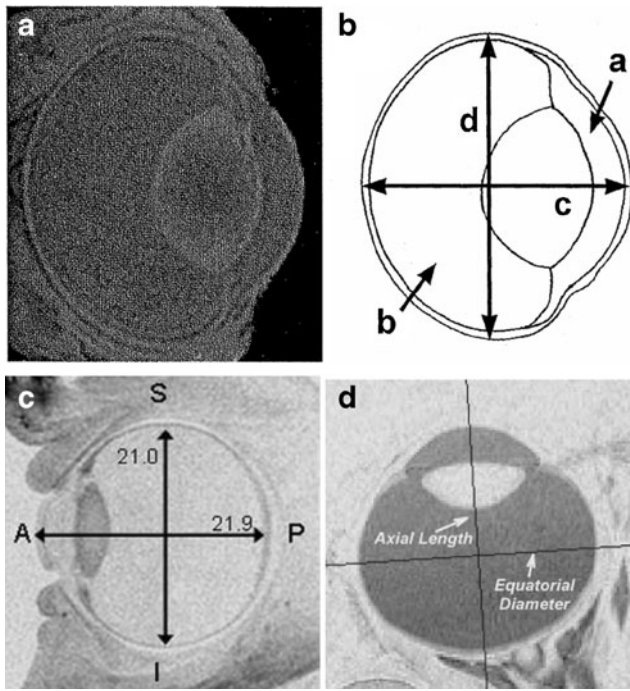 a
b
a
d
c
b
c
S
21.0
A
21.9
P
I
d
Axial Length
Equatorial
Diameter